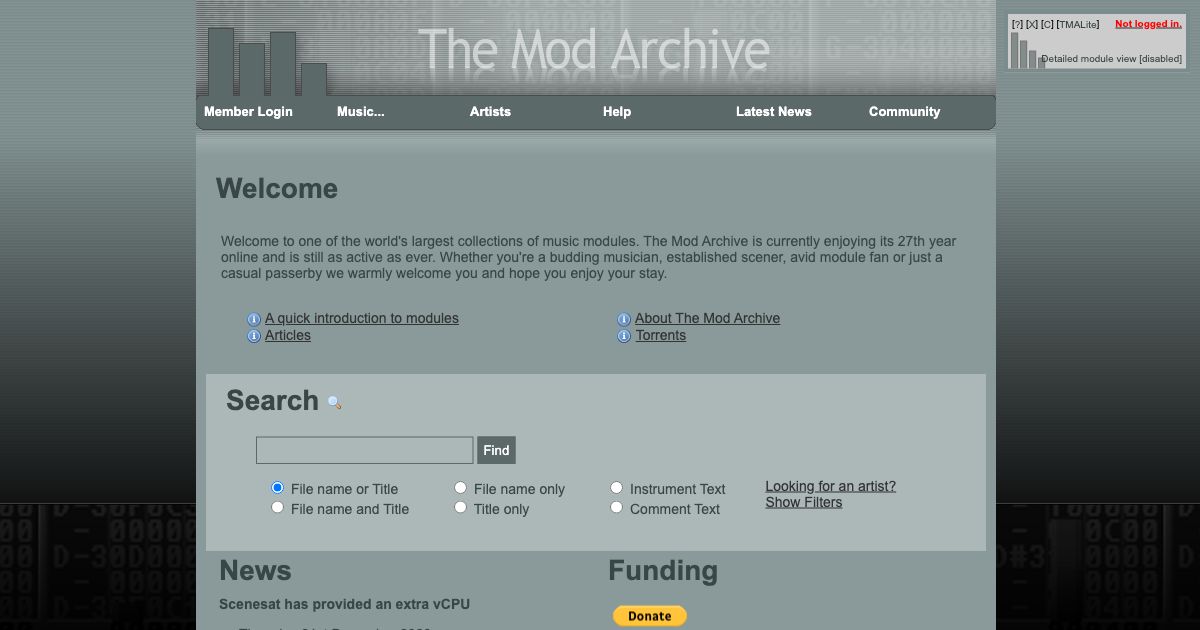 The Mod Archive
[?] [X] [C] [TMALite] Not logged in.
Detailed module view [disabled]
Member Login Music... Artists Help Latest News Community
Welcome
Welcome to one of the world's largest collections of music modules. The Mod Archive is currently enjoying its 27th year
online and is still as active as ever. Whether you're a budding musician, established scener, avid module fan or just a
casual passerby we warmly welcome you and hope you enjoy your stay.
A quick introduction to modules About The Mod Archive
Articles Torrents
Search
Find
File name or Title File name only Instrument Text Looking for an artist?
File name and Title Title only Comment Text Show Filters
News Funding
Scenesat has provided an extra vCPU
Donate